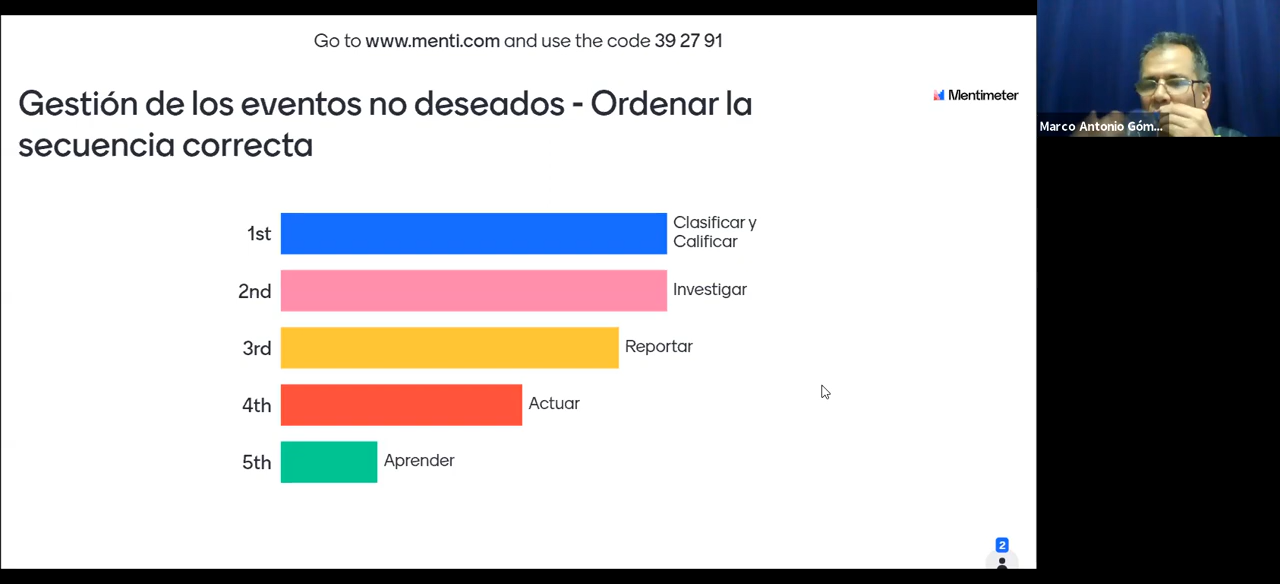 Go to www.menti.com and use the code 39 27 91
Gestión de los eventos no deseados - Ordenar la
secuencia correcta
Mentimeter
Marco Antonio Góm...
1st
Clasificar y
Calificar
2nd
Investigar
3rd
Reportar
4th
Actuar
5th
Aprender
2